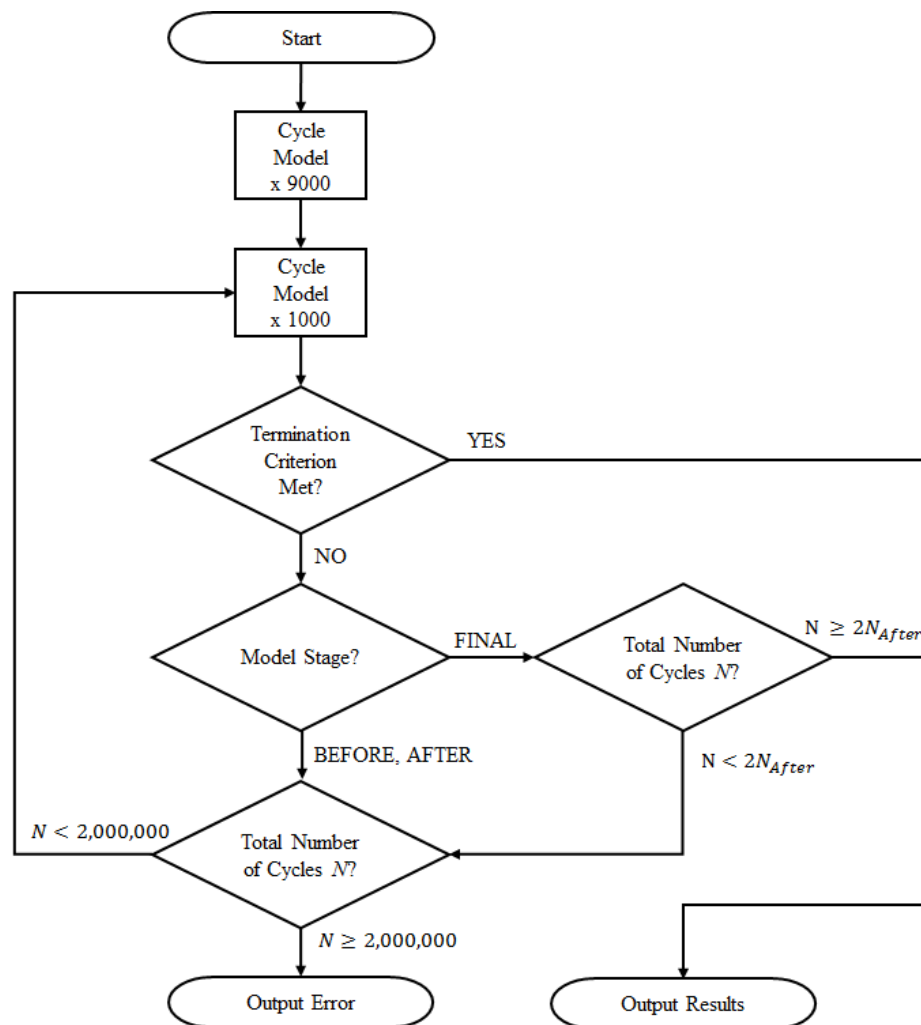 Start
Cycle
Model
x 9000
Cycle
Model
x 1000
Termination
Criterion
Met?
YES
NO
Model Stage?
FINAL
Total Number
of Cycles N?
N ≥ 2N_After
BEFORE, AFTER
N < 2N_After
N < 2,000,000
Total Number
of Cycles N?
N ≥ 2,000,000
Output Error
Output Results